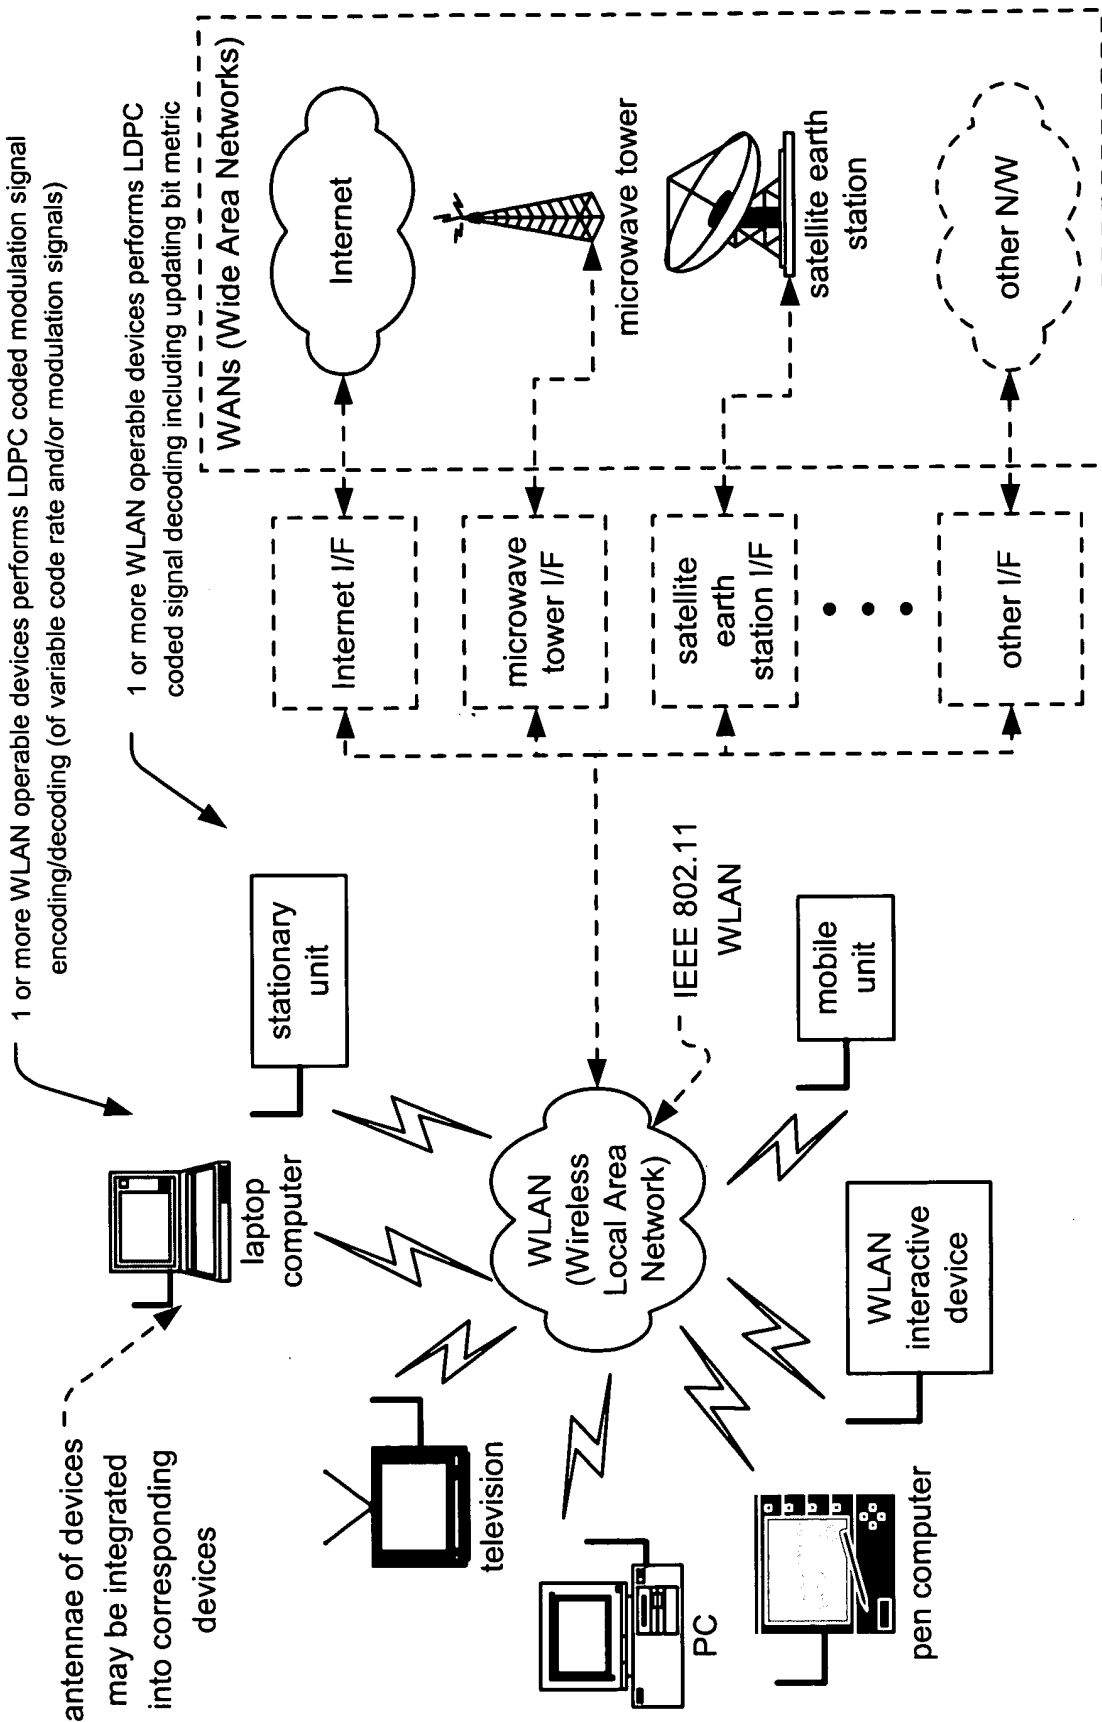 1 or more WLAN operable devices performs LDPC coded modulation signal
encoding/decoding (of variable code rate and/or modulation signals)
1 or more WLAN operable devices perform LDPC
coded signal decoding including updating bit metric
antennae of devices
may be integrated
into corresponding
devices
laptop
computer
stationary
unit
television
PC
pen computer
WLAN
(Wireless
Local Area
Network)
WLAN
interactive
device
mobile
unit
IEEE 802.11
WLAN
Internet I/F
microwave
tower I/F
satellite
earth
station I/F
other I/F
WANs (Wide Area Networks)
Internet
microwave tower
satellite earth
station
other N/W